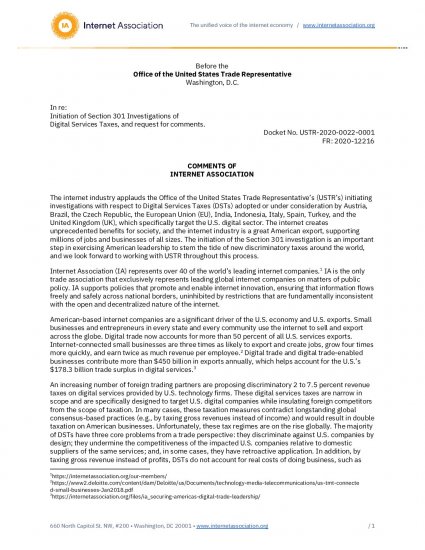 IA
Internet Association
The unified voice of the internet economy / www.internetassociation.org
Before the
Office of the United States Trade Representative
Washington, D.C.
In re:
Initiation of Section 301 Investigations of
Digital Services Taxes, and request for comments.
Docket No. USTR-2020-0022-0001
FR: 2020-12216
COMMENTS OF
INTERNET ASSOCIATION
The internet industry applauds the Office of the United States Trade Representative's (USTR's) initiating
investigations with respect to Digital Services Taxes (DSTs) adopted or under consideration by Austria,
Brazil, the Czech Republic, the European Union (EU), India, Indonesia, Italy, Spain, Turkey, and the
United Kingdom (UK), which specifically target the U.S. digital sector. The internet creates
unprecedented benefits for society, and the internet industry is a great American export, supporting
millions of jobs and businesses of all sizes. The initiation of the Section 301 investigation is an important
step in exercising American leadership to stem the tide of new discriminatory taxes around the world,
and we look forward to working with USTR throughout this process.
Internet Association (IA) represents over 40 of the world's leading internet companies.¹ IA is the only
trade association that exclusively represents leading global internet companies on matters of public
policy. IA supports policies that promote and enable internet innovation, ensuring that information flows
freely and safely across national borders, uninhibited by restrictions that are fundamentally inconsistent
with the open and decentralized nature of the internet.
American-based internet companies are a significant driver of the U.S. economy and U.S. exports. Small
businesses and entrepreneurs in every state and every community use the internet to sell and export
across the globe. Digital trade now accounts for more than 50 percent of all U.S. services exports.
Internet-connected small businesses are three times as likely to export and create jobs, grow four times
more quickly, and earn twice as much revenue per employee.² Digital trade and digital trade-enabled
businesses contribute more than $450 billion in exports annually, which helps account for the U.S.'s
$178.3 billion trade surplus in digital services.³
An increasing number of foreign trading partners are proposing discriminatory 2 to 7.5 percent revenue
taxes on digital services provided by U.S. technology firms. These digital services taxes are narrow in
scope and are specifically designed to target U.S. digital companies while insulating foreign competitors
from the scope of taxation. In many cases, these taxation measures contradict longstanding global
consensus-based practices (e.g., by taxing gross revenues instead of income) and would result in double
taxation on American businesses. Unfortunately, these tax regimes are on the rise globally. The majority
of DSTs have three core problems from a trade perspective: they discriminate against U.S. companies by
design; they undermine the competitiveness of the impacted U.S. companies relative to domestic
suppliers of the same services; and, in some cases, they have retroactive application. In addition, by
taxing gross revenue instead of profits, DSTs do not account for real costs of doing business, such as
¹https://internetassociation.org/our-members/
²https://www2.deloitte.com/content/dam/Deloitte/us/Documents/technology-media-telecommunications/us-tmt-connecte
d-small-businesses-Jan2018.pdf
³https://internetassociation.org/files/ia_securing-americas-digital-trade-leadership/
660 North Capitol St. NW, #200 • Washington, DC 20001 • www.internetassociation.org / 1